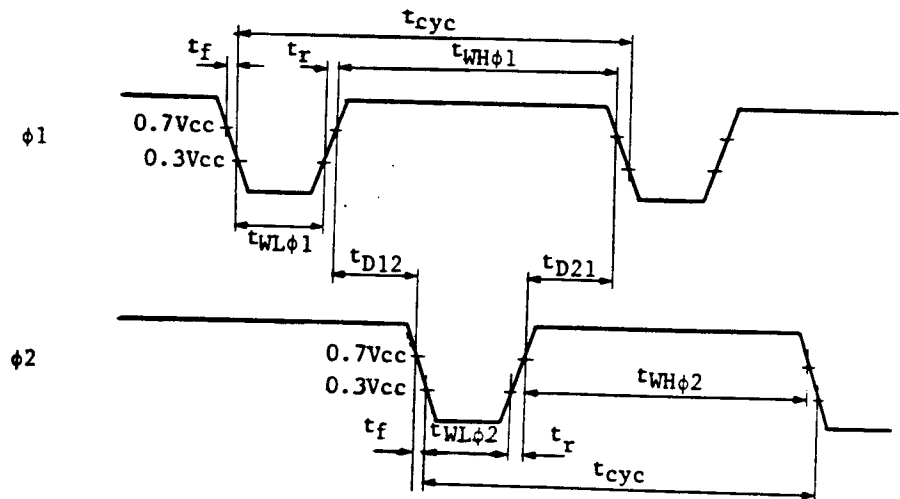 tcyc
tf
tr
tWHφ1
φ1
0.7Vcc
0.3Vcc
tWLφ1
tD12
tD21
φ2
0.7Vcc
0.3Vcc
tWHφ2
tf
tWLφ2
tr
tcyc